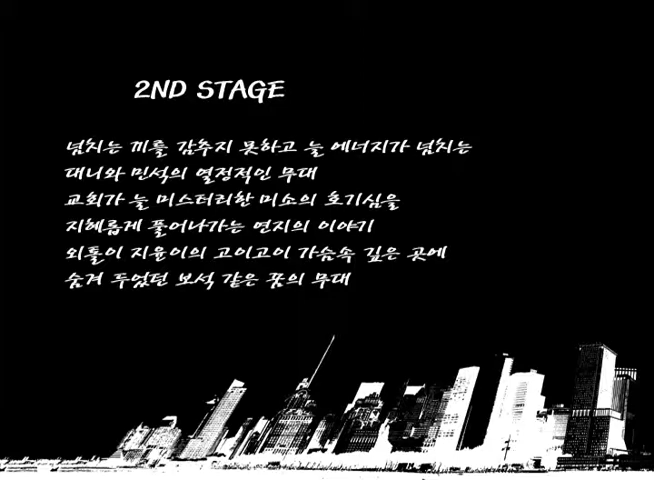 2ND STAGE
넘치는 끼를 감추지 못하고 늘 에너지가 넘치는
대니와 민석의 열정적인 무대
교회가 늘 미스터리한 미소의 호기심을
지혜롭게 풀어나가는 연지의 이야기
외톨이 지윤이의 고이고이 가슴속 깊은 곳에
숨겨 두었던 보석 같은 꿈의 무대